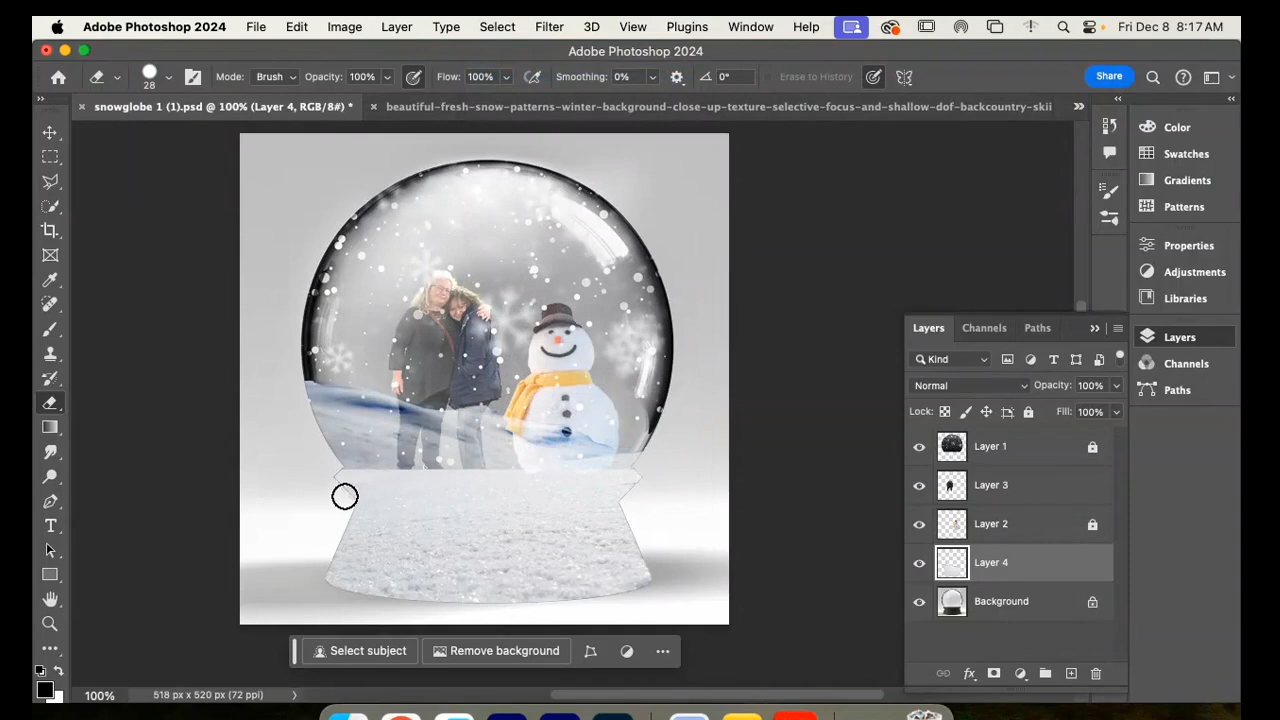 Adobe Photoshop 2024 File Edit Image Layer Type Select Filter 3D View Plugins Window Help Fri Dec 8 8:17 AM
Adobe Photoshop 2024
28 Mode: Brush Opacity: 100% Flow: 100% Smoothing: 0% 0° Erase to History Share
snowglobe 1 (1).psd @ 100% (Layer 4, RGB/8#) * beautiful-fresh-snow-patterns-winter-background-close-up-texture-selective-focus-and-shallow-dof-backcountry-skii
Color
Swatches
Gradients
Patterns
Properties
Adjustments
Libraries
Layers
Channels
Paths
Layers Channels Paths
Kind
Normal Opacity: 100%
Lock: Fill: 100%
Layer 1
Layer 3
Layer 2
Layer 4
Background
Select subject Remove background
100% 518 px x 520 px (72 ppi)